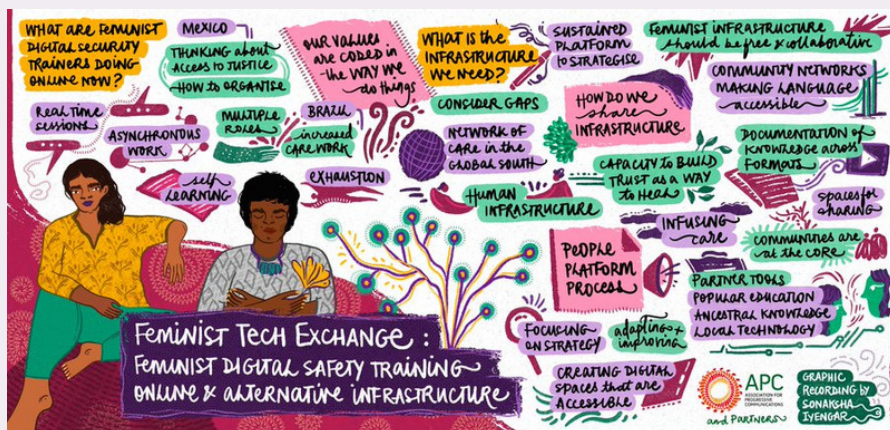 WHAT ARE FEMINIST
DIGITAL SECURITY
TRAINERS DOING
ONLINE NOW?
MEXICO
THINKING about
ACCESS to JUSTICE
HOW to ORGANISE
REAL TIME
SESSIONS
ASYNCHRONOUS
WORK
MULTIPLE
ROLES
BRAZIL
increased
CARE WORK
self
LEARNING
EXHAUSTION
OUR VALUES
ARE CODED in
the WAY WE
do things
WHAT IS the
INFRASTRUCTURE
WE NEED?
SUSTAINED
PLATFORM
to STRATEGISE
FEMINIST INFRASTRUCTURE
should be free & collaborative
CONSIDER GAPS
NETWORK OF
CARE in the
GLOBAL SOUTH
HUMAN
INFRASTRUCTURE
HOW DO WE
share
INFRASTRUCTURE
COMMUNITY NETWORKS
MAKING LANGUAGE
accessible
CAPACITY to BUILD
TRUST AS A WAY
to HEAL
DOCUMENTATION of
KNOWLEDGE ACROSS
FORMATS
spaces for
sharing
INFUSING
care
COMMUNITIES ARE
at the CORE
PEOPLE
PLATFORM
PROCESS
PARTNER TOOLS
POPULAR EDUCATION
ANCESTRAL KNOWLEDGE
LOCAL TECHNOLOGY
FOCUSING
ON STRATEGY
adapting +
improving
CREATING DIGITAL
SPACES that are
ACCESSIBLE
FEMINIST TECH EXCHANGE :
FEMINIST DIGITAL SAFETY TRAINING
ONLINE & ALTERNATIVE INFRASTRUCTURE
APC
ASSOCIATION FOR
PROGRESSIVE
COMMUNICATIONS
and PARTNERS
GRAPHIC
RECORDING BY
SONAKSHA
IYENGAR